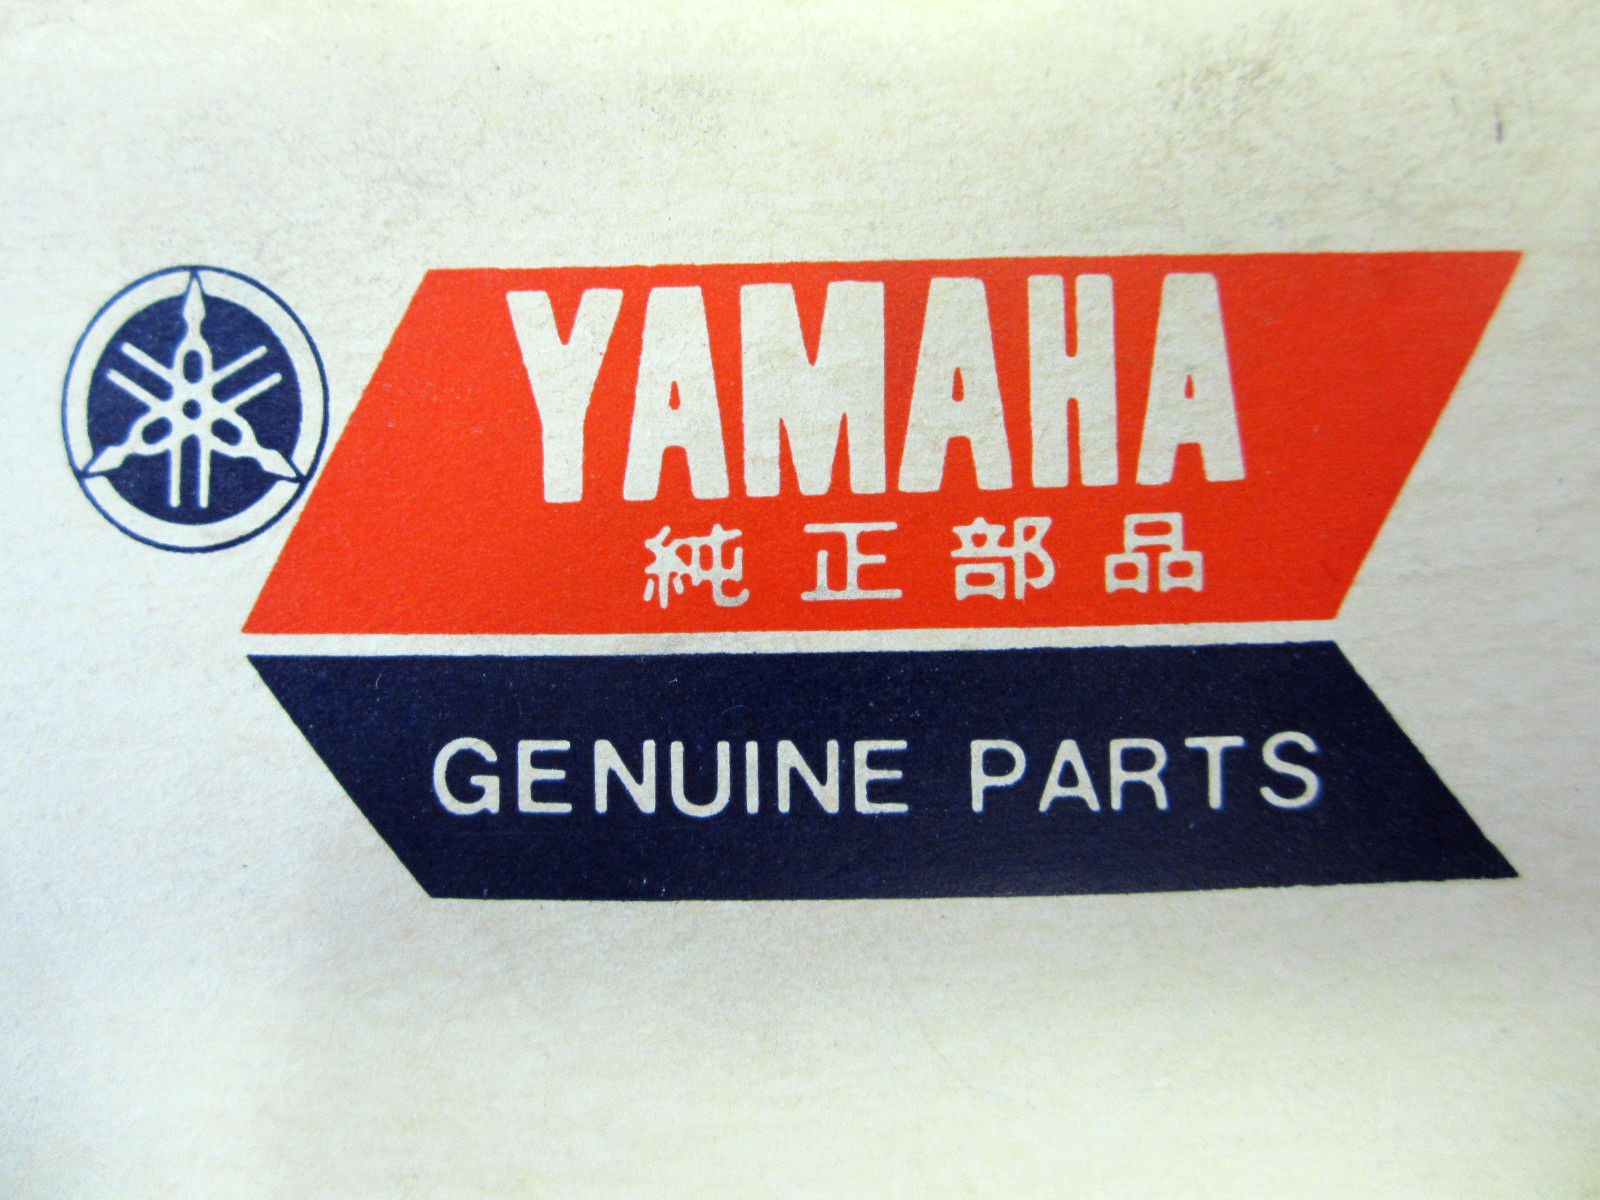 YAMAHA
純正部品
GENUINE PARTS